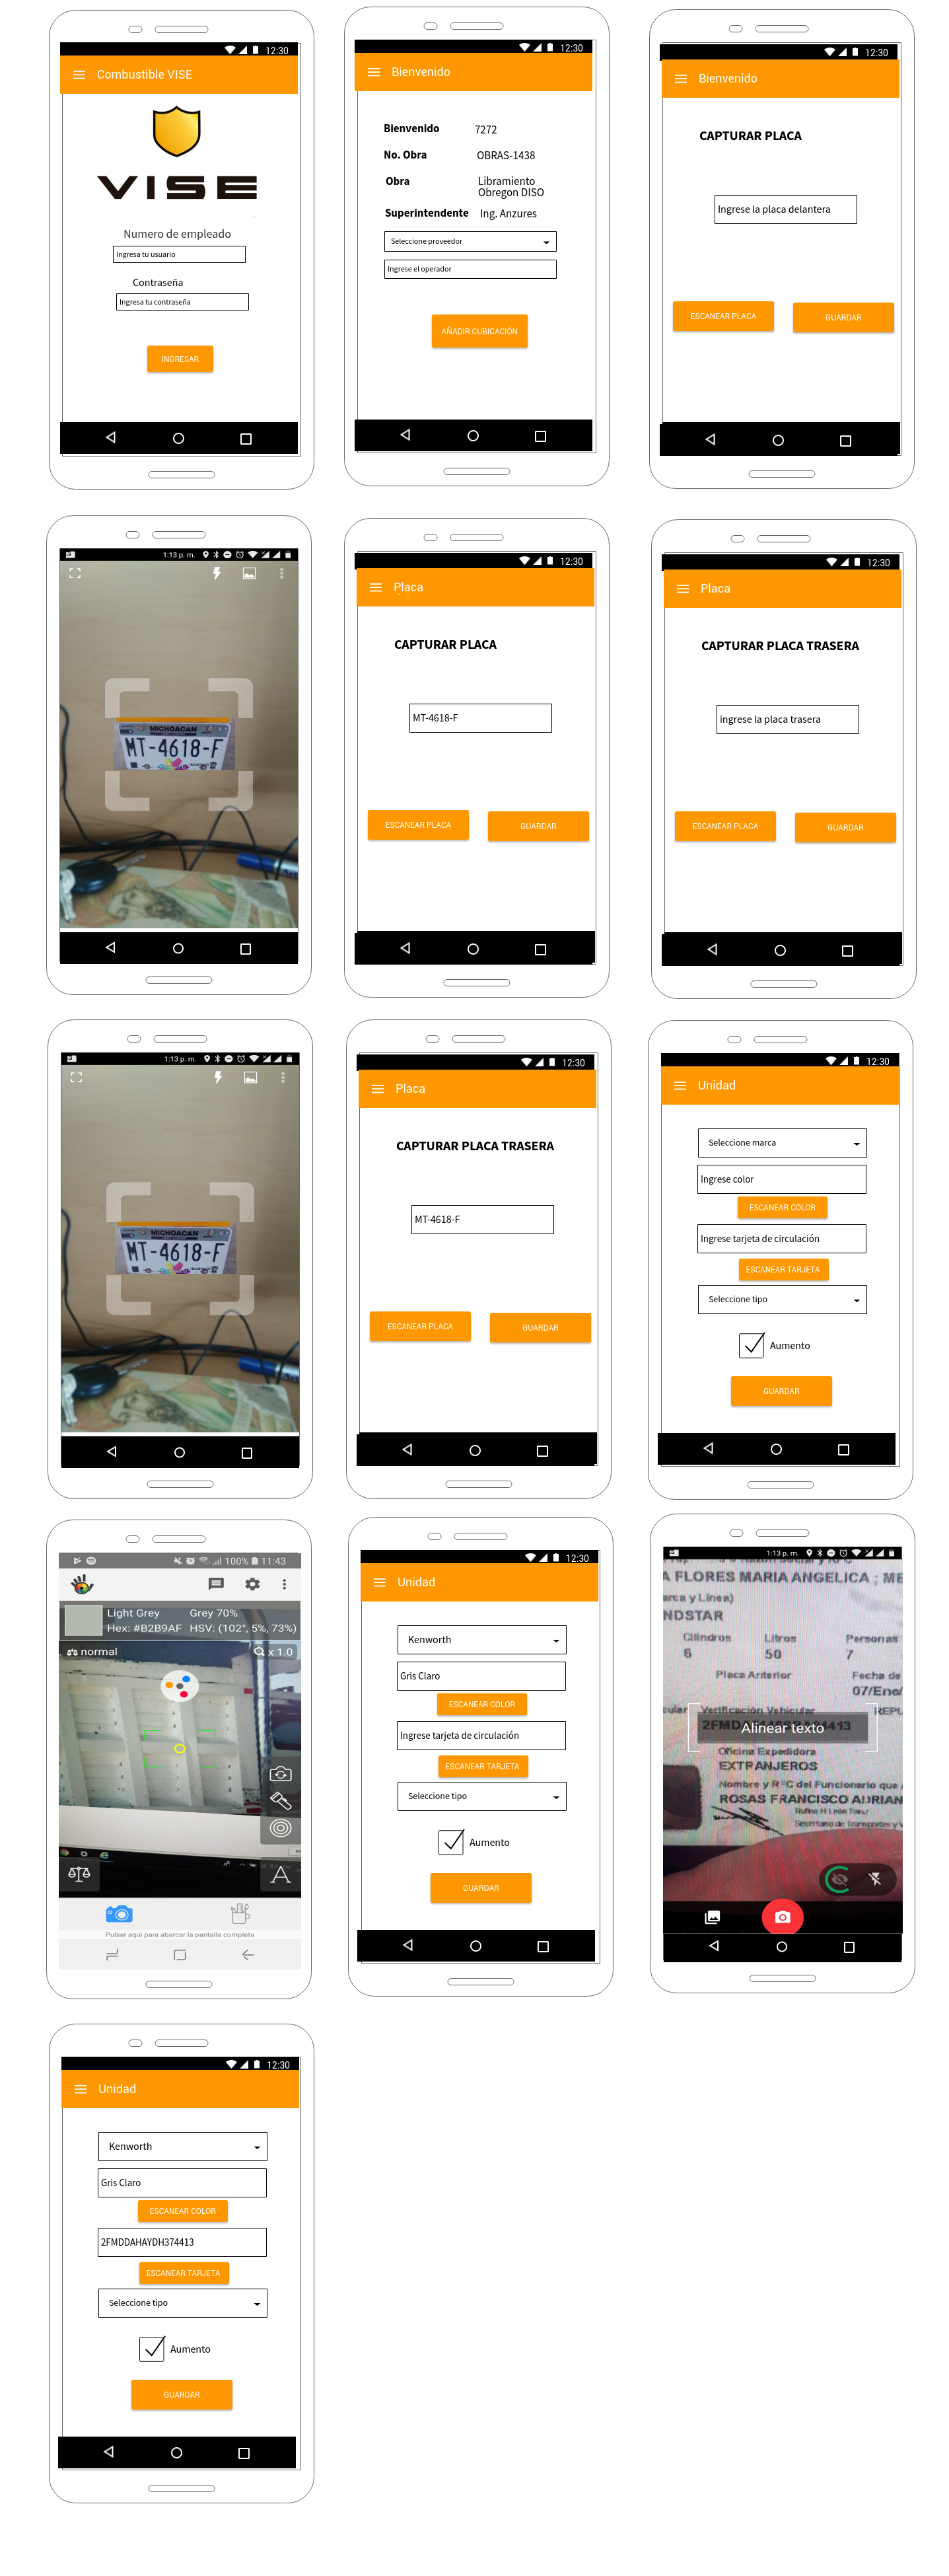 12:30
Combustible VISE
VISE
Numero de empleado
Ingresa tu usuario
Contraseña
Ingresa tu contraseña
INGRESAR
12:30
Bienvenido
Bienvenido 7272
No. Obra OBRAS-1438
Obra Libramiento
Obregon DISO
Superintendente Ing. Anzures
Seleccione proveedor
Ingrese el operador
AÑADIR CUBICACIÓN
12:30
Bienvenido
CAPTURAR PLACA
Ingrese la placa delantera
ESCANEAR PLACA GUARDAR
1:13 p. m.
MICHOACAN
MT-4618-F
12:30
Placa
CAPTURAR PLACA
MT-4618-F
ESCANEAR PLACA GUARDAR
12:30
Placa
CAPTURAR PLACA TRASERA
ingrese la placa trasera
ESCANEAR PLACA GUARDAR
1:13 p. m.
MICHOACAN
MT-4618-F
12:30
Placa
CAPTURAR PLACA TRASERA
MT-4618-F
ESCANEAR PLACA GUARDAR
12:30
Unidad
Seleccione marca
Ingrese color
ESCANEAR COLOR
Ingrese tarjeta de circulación
ESCANEAR TARJETA
Seleccione tipo
Aumento
GUARDAR
100% 11:43
Light Grey Grey 70%
Hex: #B2B9AF HSV: (102°, 5%, 73%)
normal x 1.0
A
Pulsar aquí para abarcar la pantalla completa
12:30
Unidad
Kenworth
Gris Claro
ESCANEAR COLOR
Ingrese tarjeta de circulación
ESCANEAR TARJETA
Seleccione tipo
Aumento
GUARDAR
1:13 p. m.
A FLORES MARIA ANGELICA ; ME
arca y Línea)
NDSTAR
Cilindros Litros Personas
6 50 7
Placa Anterior Fecha de
07/Ene/
Verificación Vehicular REPU
Alinear texto
Oficina Expedidora
EXTRANJEROS
Nombre y RFC del Funcionario que
ROSAS FRANCISCO ADRIAN
Secretario de Transportes y V
12:30
Unidad
Kenworth
Gris Claro
ESCANEAR COLOR
2FMDDAHAYDH374413
ESCANEAR TARJETA
Seleccione tipo
Aumento
GUARDAR